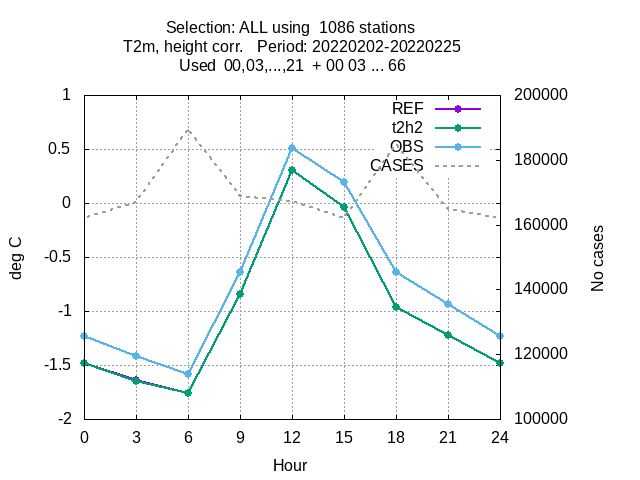 Selection: ALL using  1086 stations
T2m, height corr.   Period: 20220202-20220225
Used  00,03,...,21  + 00 03 ... 66
1
0.5
0
-0.5
-1
-1.5
-2
deg C
REF
t2h2
OBS
CASES
200000
180000
160000
140000
120000
100000
No cases
0 3 6 9 12 15 18 21 24
Hour